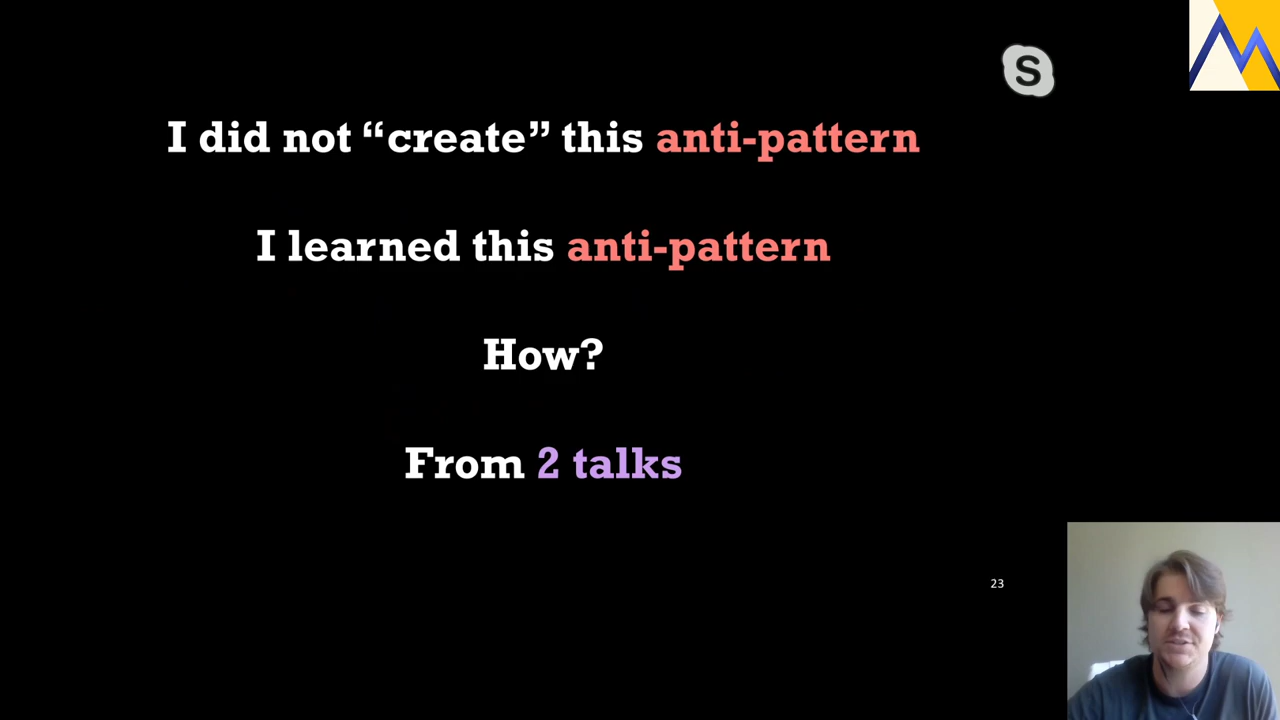 S
I did not “create” this anti-pattern
I learned this anti-pattern
How?
From 2 talks
23